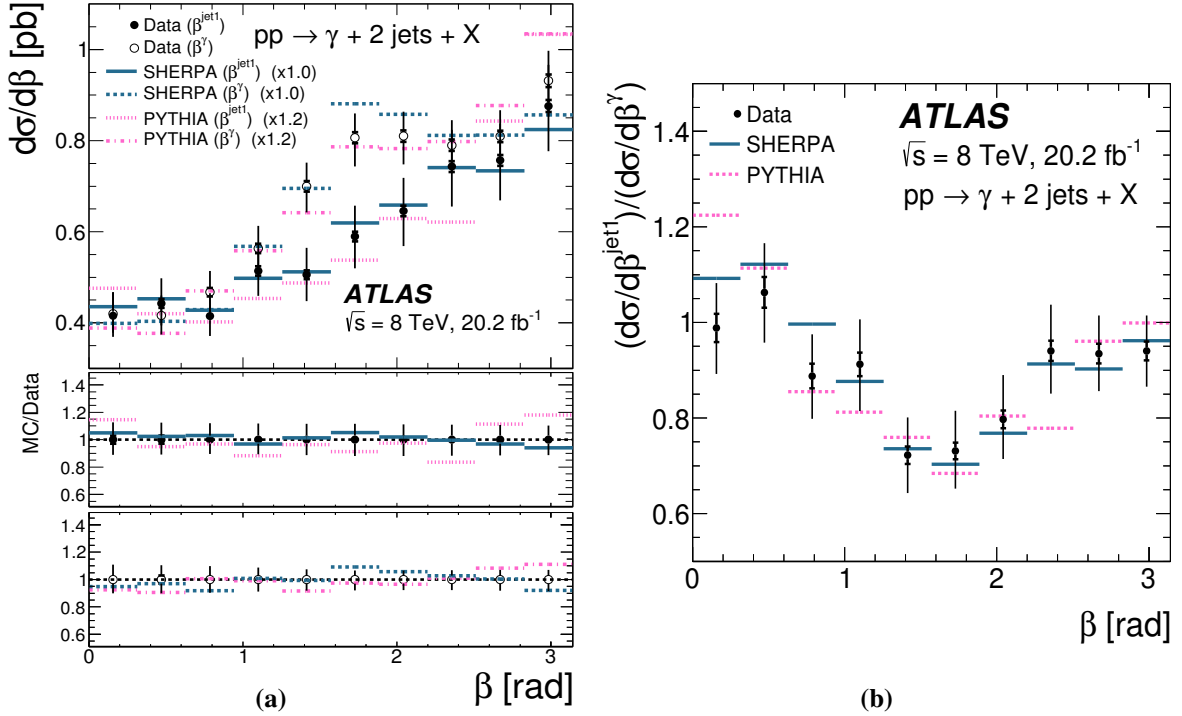 dσ/dβ [pb]
1
0.8
0.6
0.4
Data (β^jet1)
Data (β^γ)
SHERPA (β^jet1) (x1.0)
SHERPA (β^γ) (x1.0)
PYTHIA (β^jet1) (x1.2)
PYTHIA (β^γ) (x1.2)
pp → γ + 2 jets + X
ATLAS
√s = 8 TeV, 20.2 fb⁻¹
MC/Data
1.4
1.2
1
0.8
0.6
1.4
1.2
1
0.8
0.6
0 1 2 3
β [rad]
(a)
(dσ/dβ^jet1)/(dσ/dβ^γ)
1.4
1.2
1
0.8
0.6
Data
SHERPA
PYTHIA
ATLAS
√s = 8 TeV, 20.2 fb⁻¹
pp → γ + 2 jets + X
0 1 2 3
β [rad]
(b)